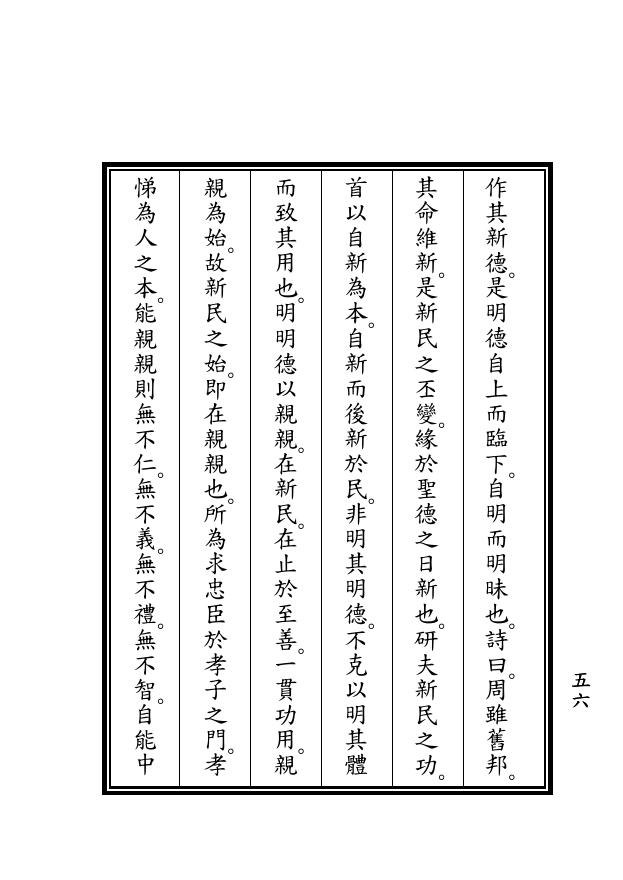 作其新德。是明德自上而臨下。自明而明昧也。詩曰。周雖舊邦。
其命維新。是新民之丕變。緣於聖德之日新也。研夫新民之功。
首以自新為本。自新而後新於民。非明其明德。不克以明其體
而致其用也。明明德以親親。在新民。在止於至善。一貫功用。親
親為始。故新民之始。即在親親也。所為求忠臣於孝子之門。孝
悌為人之本。能親親則無不仁。無不義。無不禮。無不智。自能中
五六